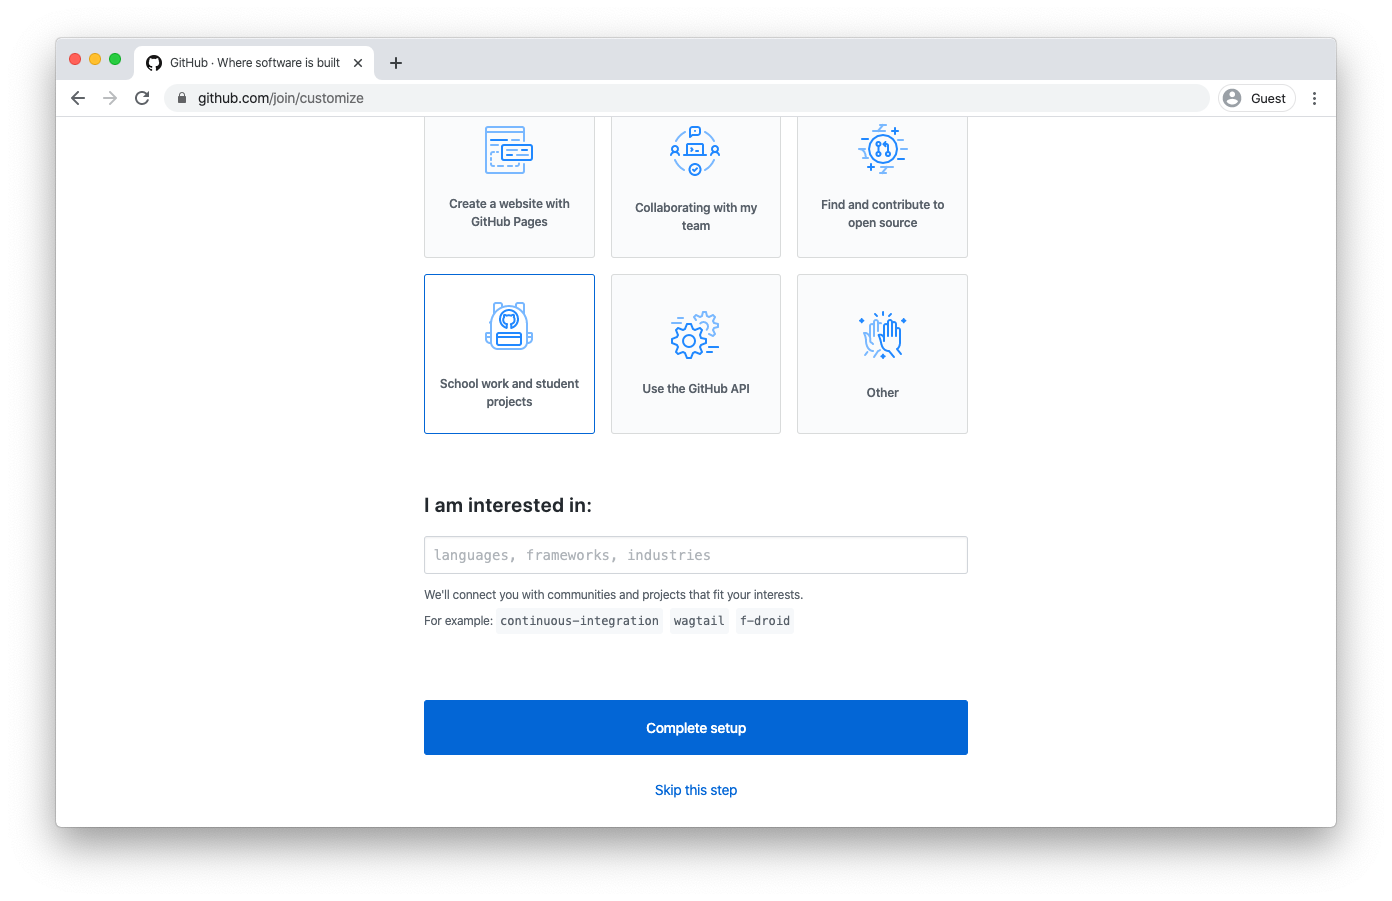 GitHub · Where software is built
github.com/join/customize
Guest
Create a website with
GitHub Pages
Collaborating with my
team
Find and contribute to
open source
School work and student
projects
Use the GitHub API
Other
I am interested in:
languages, frameworks, industries
We'll connect you with communities and projects that fit your interests.
For example: continuous-integration wagtail f-droid
Complete setup
Skip this step